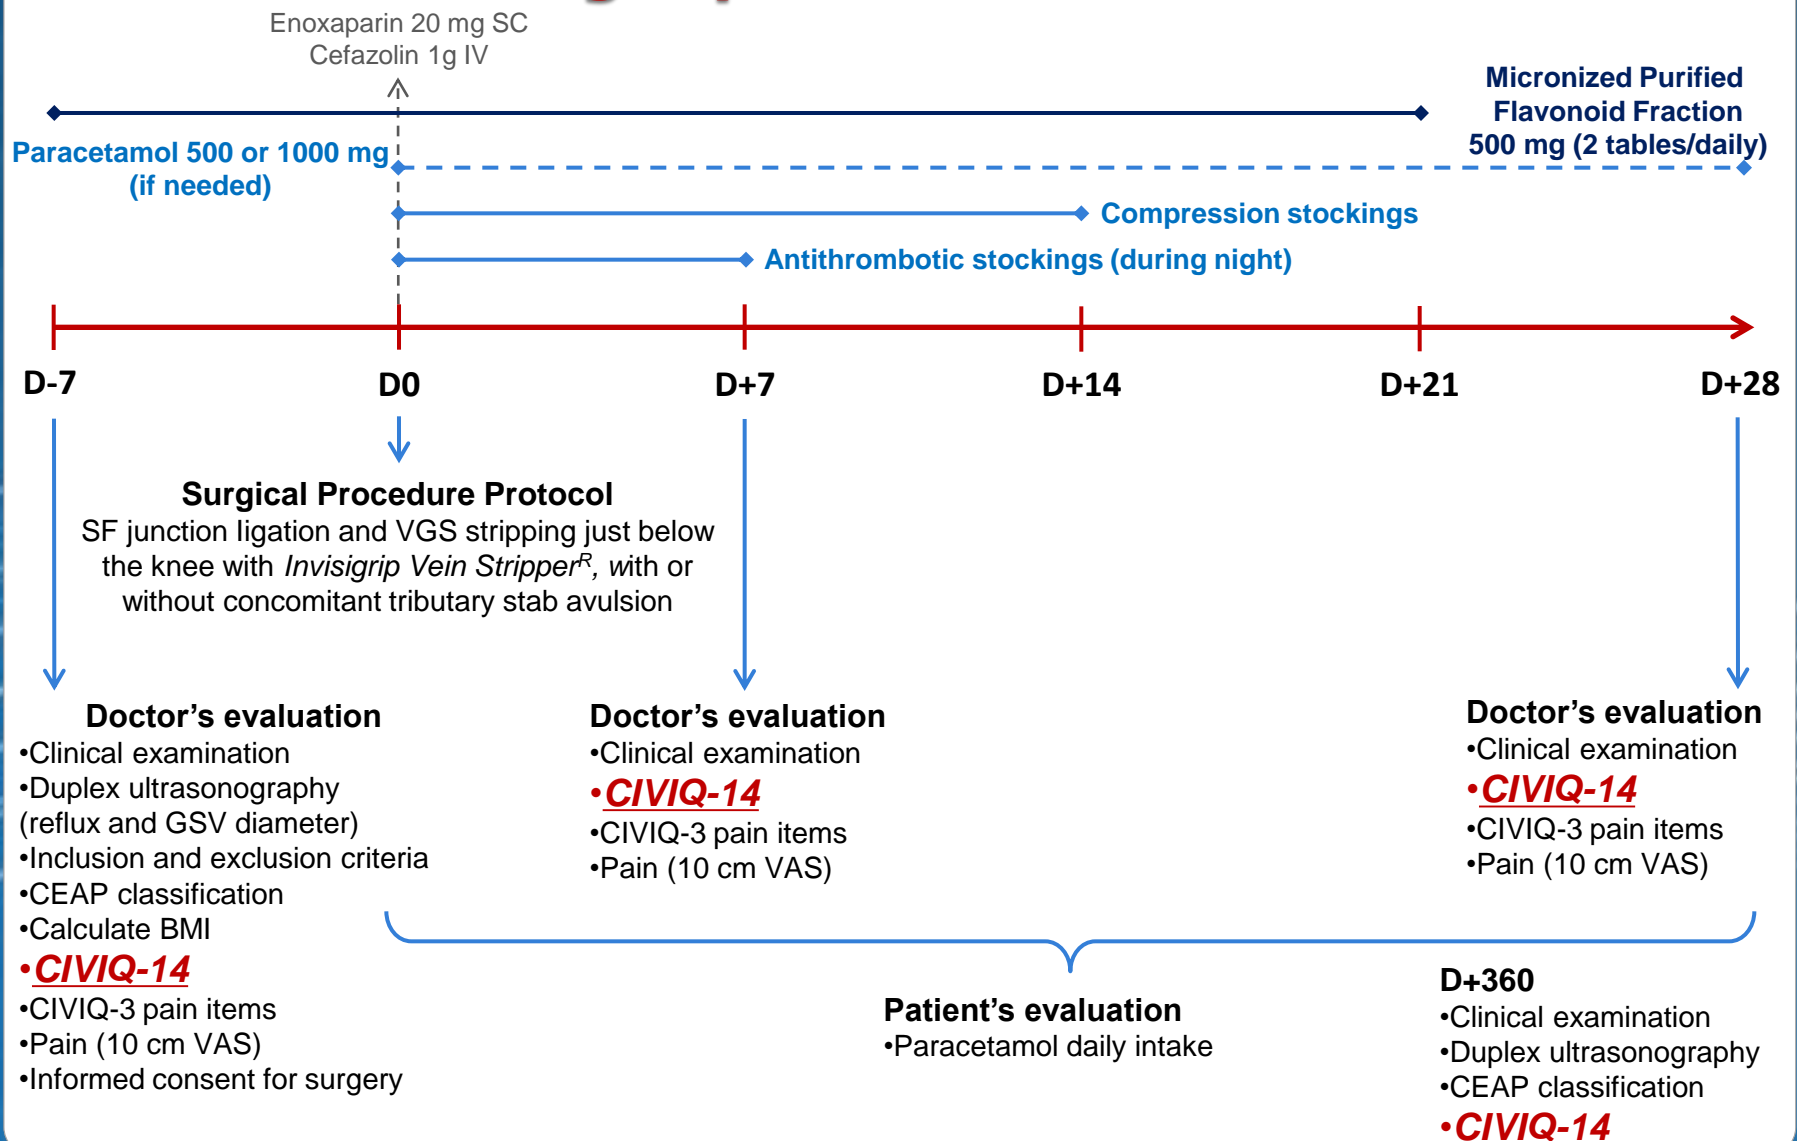 Enoxaparin 20 mg SC
Cefazolin 1g IV
Micronized Purified
Flavonoid Fraction
500 mg (2 tables/daily)
Paracetamol 500 or 1000 mg
(if needed)
Compression stockings
Antithrombotic stockings (during night)
D-7
D0
D+7
D+14
D+21
D+28
Surgical Procedure Protocol
SF junction ligation and VGS stripping just below
the knee with Invisigrip Vein Stripper^R, with or
without concomitant tributary stab avulsion
Doctor’s evaluation
•Clinical examination
•Duplex ultrasonography
(reflux and GSV diameter)
•Inclusion and exclusion criteria
•CEAP classification
•Calculate BMI
•CIVIQ-14
•CIVIQ-3 pain items
•Pain (10 cm VAS)
•Informed consent for surgery
Doctor’s evaluation
•Clinical examination
•CIVIQ-14
•CIVIQ-3 pain items
•Pain (10 cm VAS)
Doctor’s evaluation
•Clinical examination
•CIVIQ-14
•CIVIQ-3 pain items
•Pain (10 cm VAS)
Patient’s evaluation
•Paracetamol daily intake
D+360
•Clinical examination
•Duplex ultrasonography
•CEAP classification
•CIVIQ-14